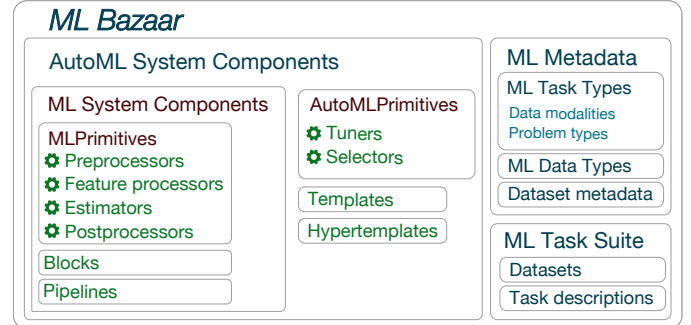 ML Bazaar
AutoML System Components
ML System Components
MLPrimitives
Preprocessors
Feature processors
Estimators
Postprocessors
Blocks
Pipelines
AutoMLPrimitives
Tuners
Selectors
Templates
Hypertemplates
ML Metadata
ML Task Types
Data modalities
Problem types
ML Data Types
Dataset metadata
ML Task Suite
Datasets
Task descriptions